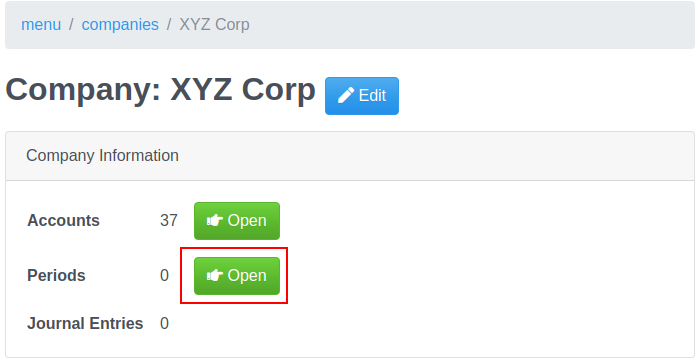 menu / companies / XYZ Corp
Company: XYZ Corp Edit
Company Information
Accounts 37 Open
Periods 0 Open
Journal Entries 0